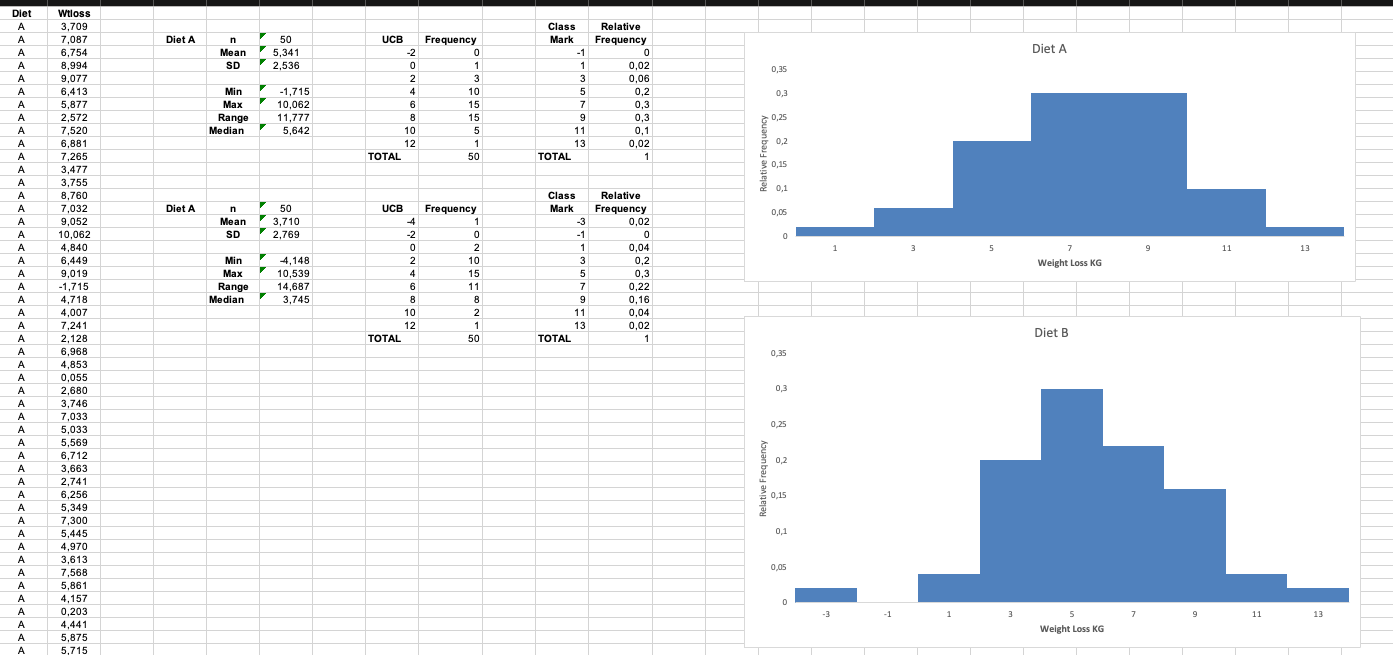 Diet Wtloss
A 3,709 Class Relative
A 7,087 Diet A n 50 UCB Frequency Mark Frequency
A 6,754 Mean 5,341 -2 0 -1 0
A 8,994 SD 2,536 0 1 1 0,02
A 9,077 2 3 3 0,06
A 6,413 Min -1,715 4 10 5 0,2
A 5,877 Max 10,062 6 15 7 0,3
A 2,572 Range 11,777 8 15 9 0,3
A 7,520 Median 5,642 10 5 11 0,1
A 6,881 12 1 13 0,02
A 7,265 TOTAL 50 TOTAL 1
A 3,477
A 3,755
A 8,760 Class Relative
A 7,032 Diet A n 50 UCB Frequency Mark Frequency
A 9,052 Mean 3,710 -4 1 -3 0,02
A 10,062 SD 2,769 -2 0 -1 0
A 4,840 0 2 1 0,04
A 6,449 Min -4,148 2 10 3 0,2
A 9,019 Max 10,539 4 15 5 0,3
A -1,715 Range 14,687 6 11 7 0,22
A 4,718 Median 3,745 8 8 9 0,16
A 4,007 10 2 11 0,04
A 7,241 12 1 13 0,02
A 2,128 TOTAL 50 TOTAL 1
A 6,968
A 4,853
A 0,055
A 2,680
A 3,746
A 7,033
A 5,033
A 5,569
A 6,712
A 3,663
A 2,741
A 6,256
A 5,349
A 7,300
A 5,445
A 4,970
A 3,613
A 7,568
A 5,861
A 4,157
A 0,203
A 4,441
A 5,875
A 5,715
Diet A
Relative Frequency
0,35
0,3
0,25
0,2
0,15
0,1
0,05
0
1 3 5 7 9 11 13
Weight Loss KG
Diet B
Relative Frequency
0,35
0,3
0,25
0,2
0,15
0,1
0,05
0
-3 -1 1 3 5 7 9 11 13
Weight Loss KG